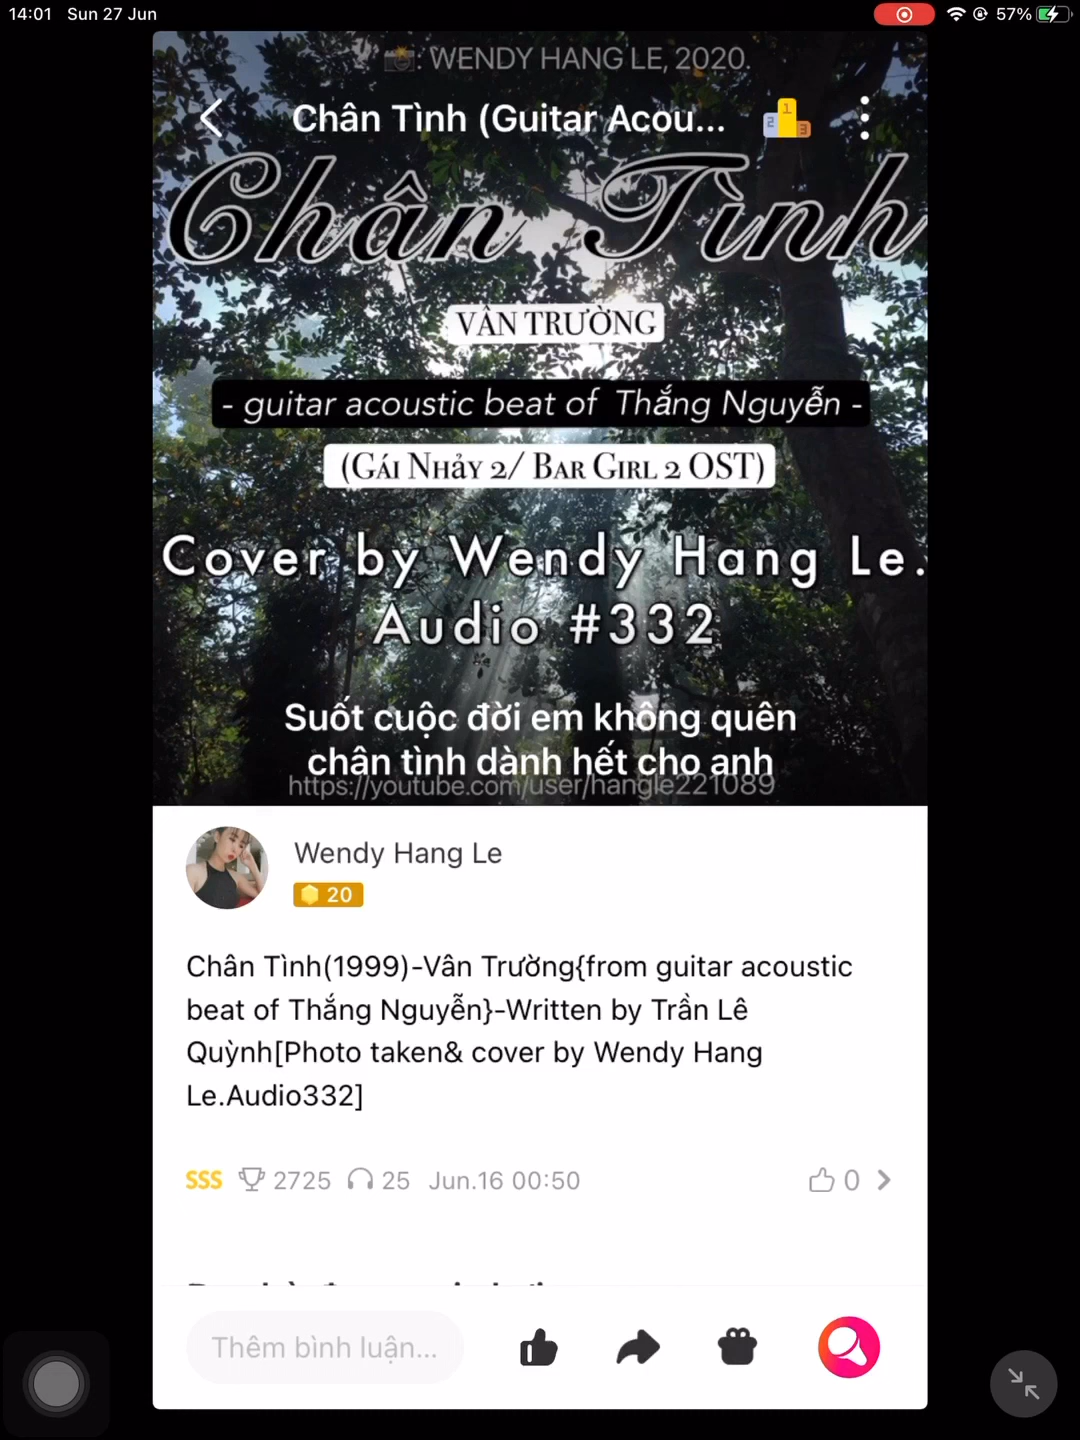 14:01 Sun 27 Jun
57%
📸: WENDY HANG LE, 2020.
Chân Tình (Guitar Acou...
2 1 3
Chân Tình
VÂN TRƯỜNG
- guitar acoustic beat of Thắng Nguyễn -
(GÁI NHẢY 2/ BAR GIRL 2 OST)
Cover by Wendy Hang Le.
Audio #332
Suốt cuộc đời em không quên
chân tình dành hết cho anh
https://youtube.com/user/hangle221089
Wendy Hang Le
20
Chân Tình(1999)-Vân Trường{from guitar acoustic
beat of Thắng Nguyễn}-Written by Trần Lê
Quỳnh[Photo taken& cover by Wendy Hang
Le.Audio332]
SSS 2725 25 Jun.16 00:50 0
Thêm bình luận...